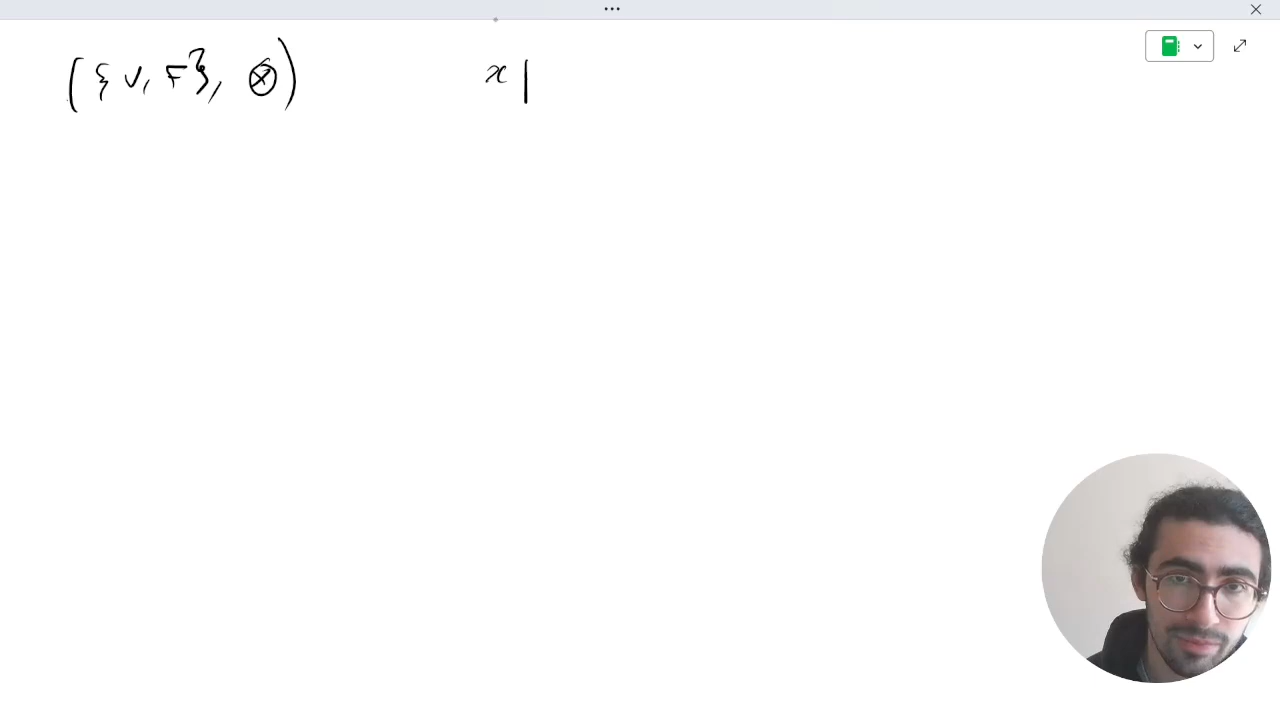 ({V, F}, ⊗) x |